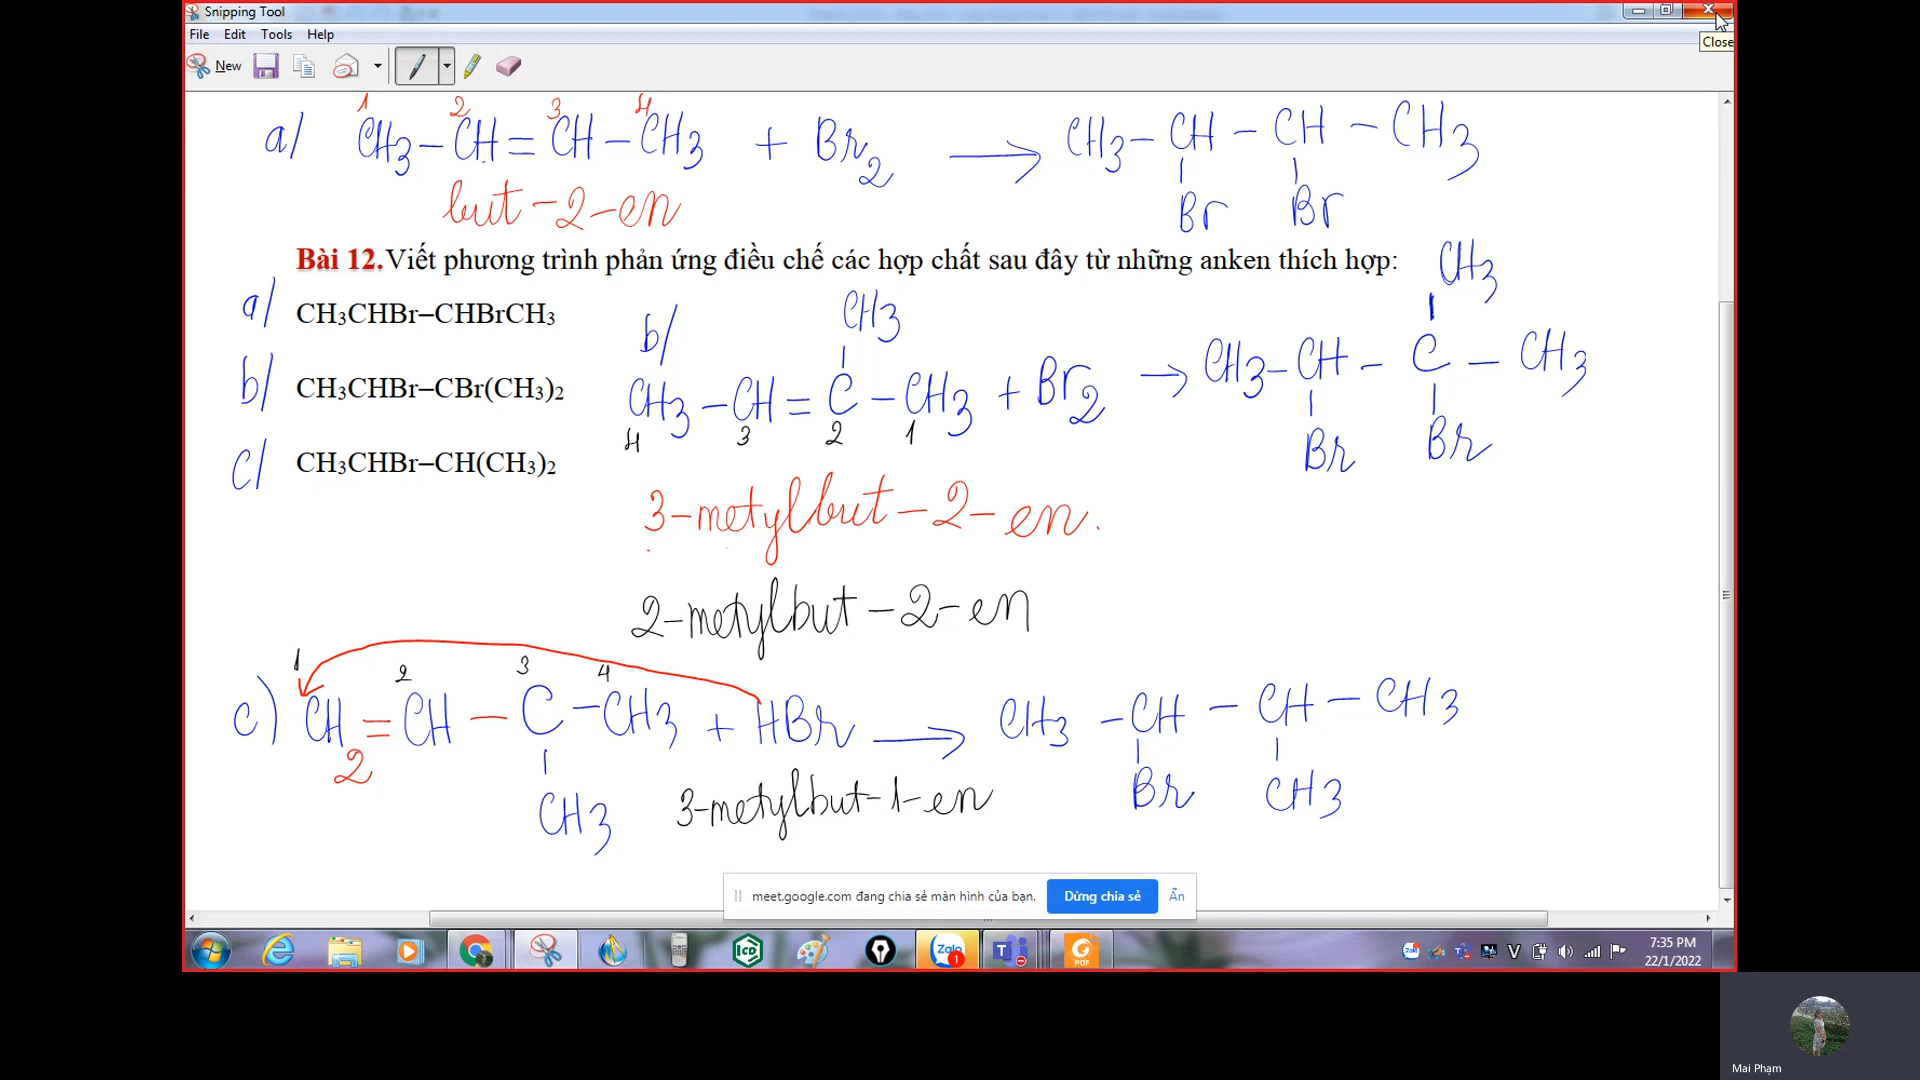 Snipping Tool
Close
File Edit Tools Help
New
1 2 3 4
a/ CH3 – CH = CH – CH3 + Br2 → CH3 – CH – CH – CH3
Br Br
but – 2 – en
Bài 12.Viết phương trình phản ứng điều chế các hợp chất sau đây từ những anken thích hợp:
a/ CH₃CHBr–CHBrCH₃
b/ CH₃CHBr–CBr(CH₃)₂
c/ CH₃CHBr–CH(CH₃)₂
b/
CH3 CH3
CH3 – CH = C – CH3 + Br2 → CH3 – CH – C – CH3
4 3 2 1
Br Br
3 – metylbut – 2 – en.
2 – metylbut – 2 – en
1 2 3 4
c) CH2 = CH – C – CH3 + HBr → CH3 – CH – CH – CH3
CH3 Br CH3
3-metylbut-1-en
meet.google.com đang chia sẻ màn hình của bạn. Dừng chia sẻ Ẩn
Zalo 1
ICD
T
PDF
V
7:35 PM
22/1/2022
Mai Phạm